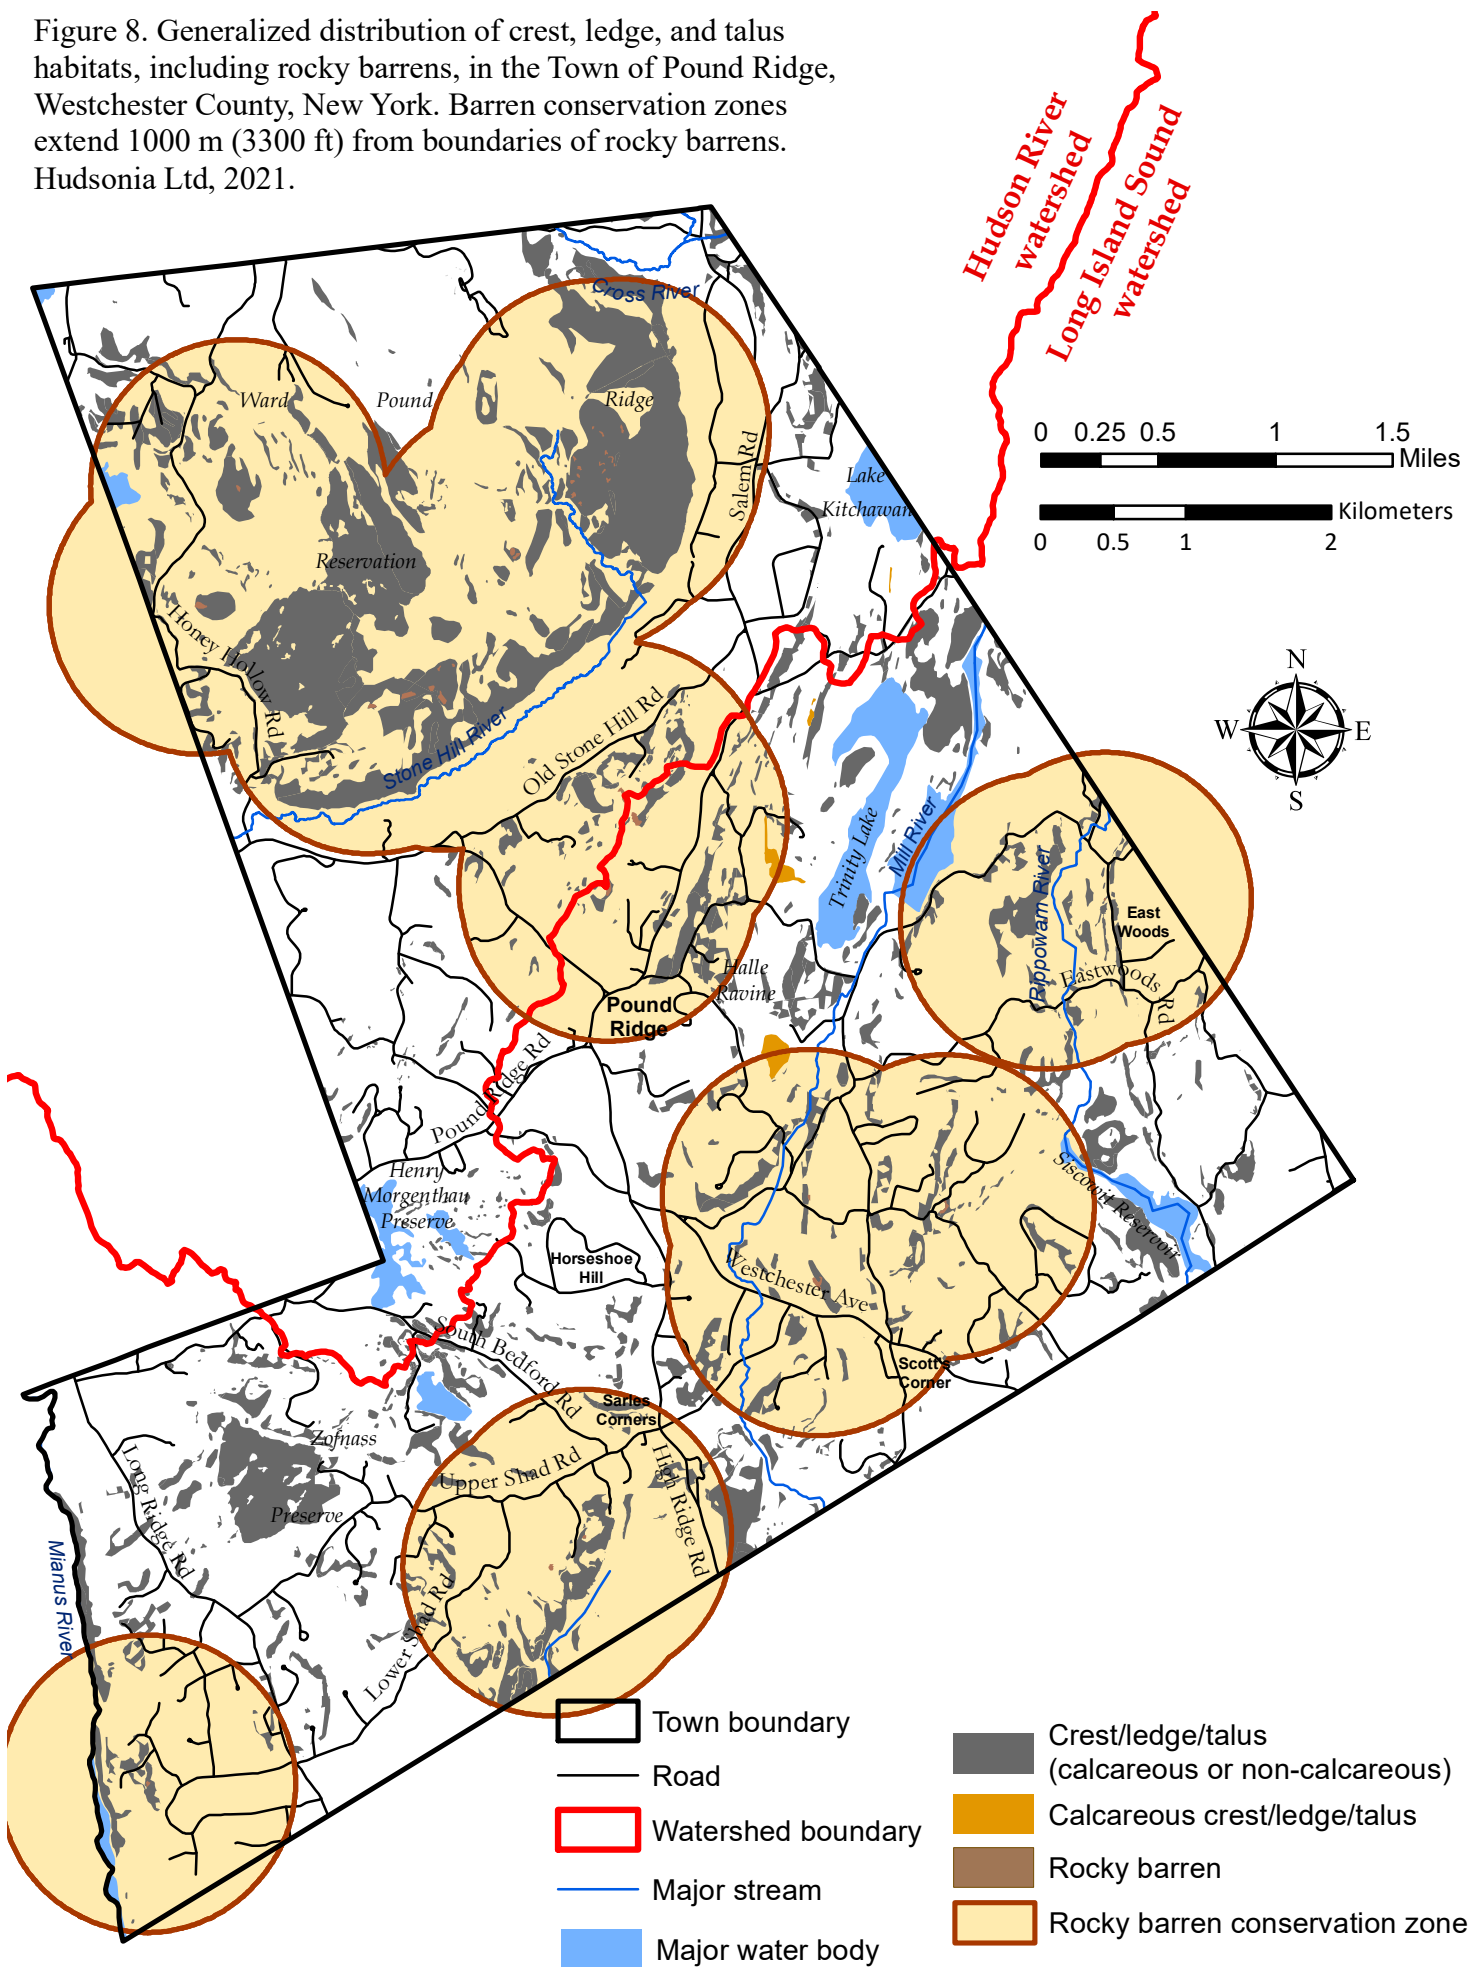 Figure 8. Generalized distribution of crest, ledge, and talus
habitats, including rocky barrens, in the Town of Pound Ridge,
Westchester County, New York. Barren conservation zones
extend 1000 m (3300 ft) from boundaries of rocky barrens.
Hudsonia Ltd, 2021.
Hudson River
watershed
Long Island Sound
watershed
0 0.25 0.5 1 1.5
Miles
Kilometers
0 0.5 1 2
N
W E
S
Cross River
Ward Pound Ridge
Reservation
Salem Rd
Lake
Kitchawan
Honey Hollow Rd
Stone Hill River
Old Stone Hill Rd
Trinity Lake
Mill River
Rippowam River
East
Woods
Eastwoods Rd
Halle
Ravine
Pound
Ridge
Pound Ridge Rd
Henry
Morgenthau
Preserve
Siscowit Reservoir
Horseshoe
Hill
Westchester Ave
South Bedford Rd
Scott's
Corner
Sarles
Corners
Zofnass
Preserve
Long Ridge Rd
Upper Shad Rd
High Ridge Rd
Lower Shad Rd
Mianus River
Town boundary
Road
Watershed boundary
Major stream
Major water body
Crest/ledge/talus
(calcareous or non-calcareous)
Calcareous crest/ledge/talus
Rocky barren
Rocky barren conservation zone